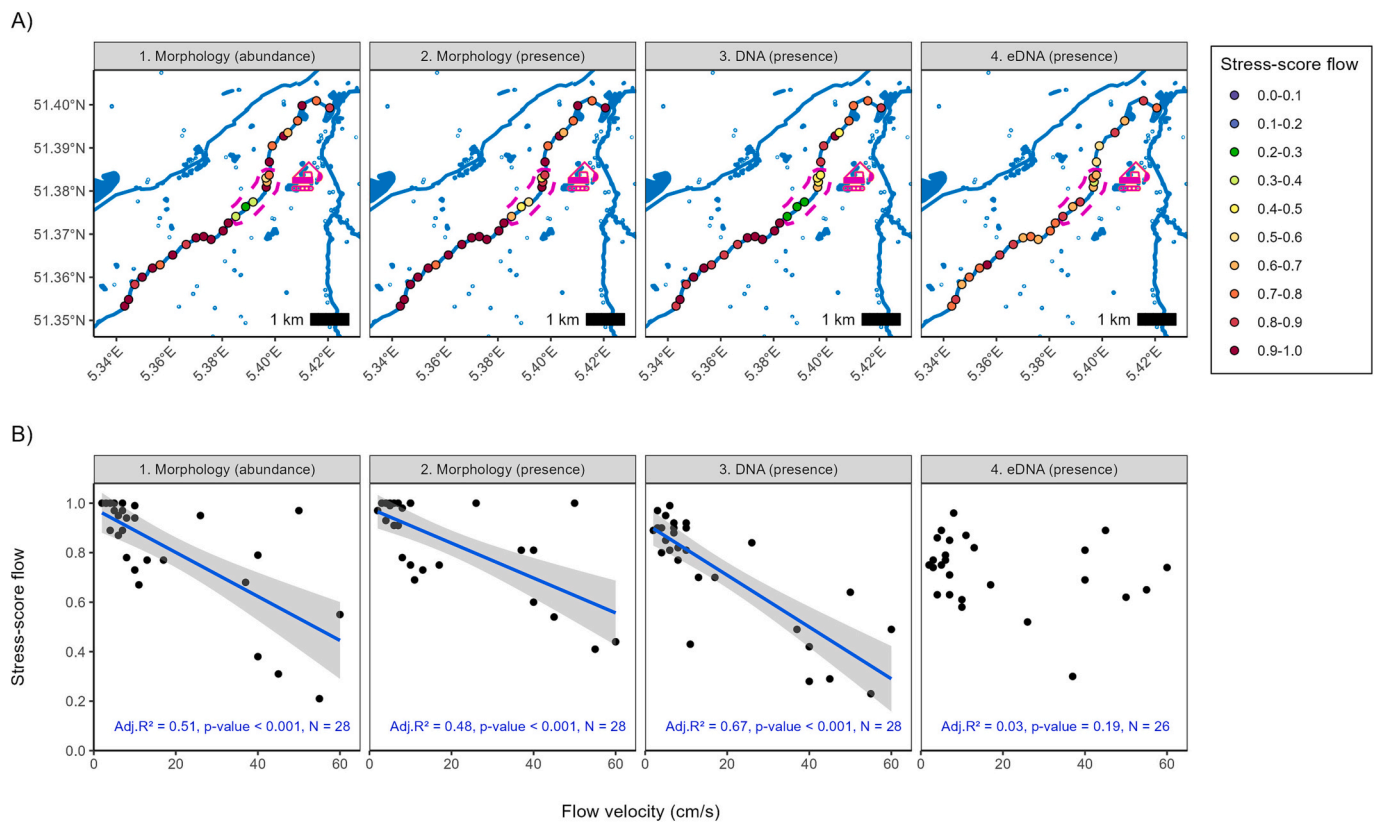 A)
1. Morphology (abundance)
2. Morphology (presence)
3. DNA (presence)
4. eDNA (presence)
51.40°N
51.39°N
51.38°N
51.37°N
51.36°N
51.35°N
1 km
1 km
1 km
1 km
5.34°E
5.36°E
5.38°E
5.40°E
5.42°E
5.34°E
5.36°E
5.38°E
5.40°E
5.42°E
5.34°E
5.36°E
5.38°E
5.40°E
5.42°E
5.34°E
5.36°E
5.38°E
5.40°E
5.42°E
Stress-score flow
0.0-0.1
0.1-0.2
0.2-0.3
0.3-0.4
0.4-0.5
0.5-0.6
0.6-0.7
0.7-0.8
0.8-0.9
0.9-1.0
B)
1. Morphology (abundance)
2. Morphology (presence)
3. DNA (presence)
4. eDNA (presence)
Stress-score flow
1.0
0.8
0.6
0.4
0.2
0.0
Adj.R² = 0.51, p-value < 0.001, N = 28
Adj.R² = 0.48, p-value < 0.001, N = 28
Adj.R² = 0.67, p-value < 0.001, N = 28
Adj.R² = 0.03, p-value = 0.19, N = 26
0
20
40
60
0
20
40
60
0
20
40
60
0
20
40
60
Flow velocity (cm/s)